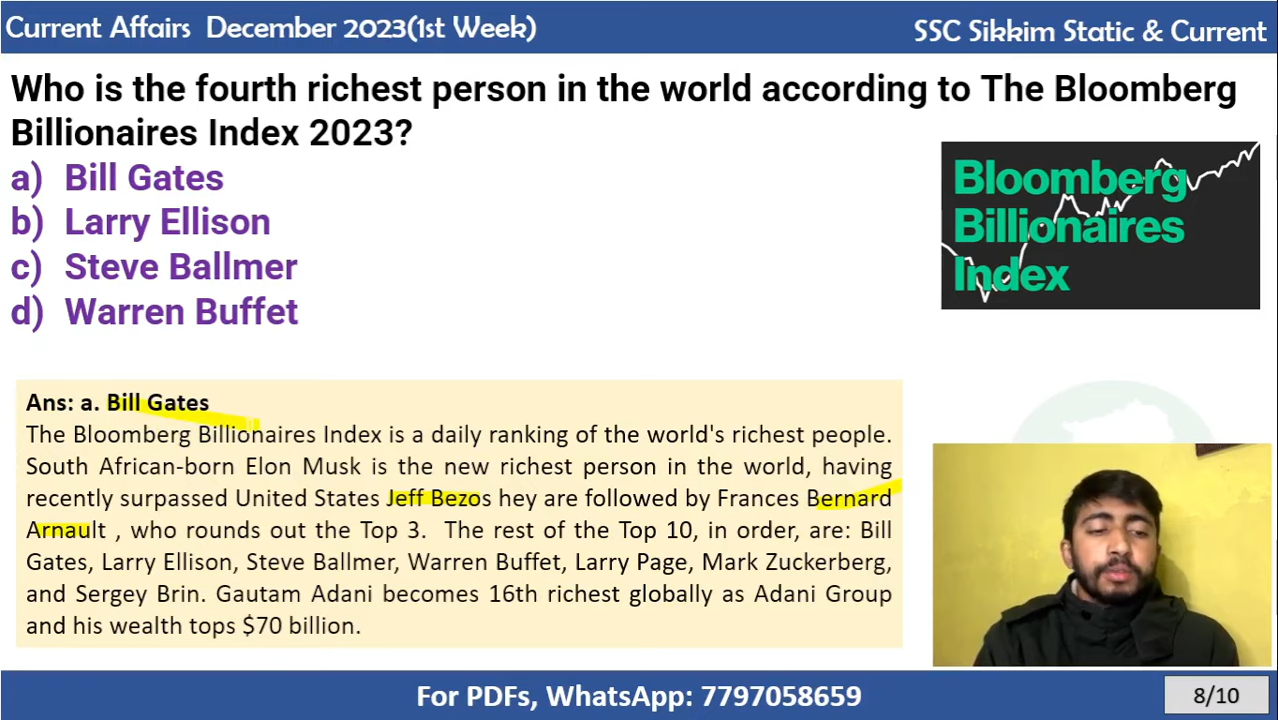 Current Affairs December 2023(1st Week)
SSC Sikkim Static & Current
Who is the fourth richest person in the world according to The Bloomberg
Billionaires Index 2023?
a) Bill Gates
b) Larry Ellison
c) Steve Ballmer
d) Warren Buffet
Bloomberg
Billionaires
Index
Ans: a. Bill Gates
The Bloomberg Billionaires Index is a daily ranking of the world's richest people.
South African-born Elon Musk is the new richest person in the world, having
recently surpassed United States Jeff Bezos hey are followed by Frances Bernard
Arnault , who rounds out the Top 3. The rest of the Top 10, in order, are: Bill
Gates, Larry Ellison, Steve Ballmer, Warren Buffet, Larry Page, Mark Zuckerberg,
and Sergey Brin. Gautam Adani becomes 16th richest globally as Adani Group
and his wealth tops $70 billion.
For PDFs, WhatsApp: 7797058659
8/10